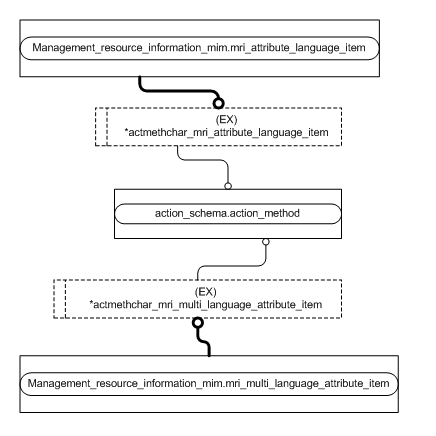 Management_resource_information_mim.mri_attribute_language_item
(EX)
*actmethchar_mri_attribute_language_item
action_schema.action_method
(EX)
*actmethchar_mri_multi_language_attribute_item
Management_resource_information_mim.mri_multi_language_attribute_item